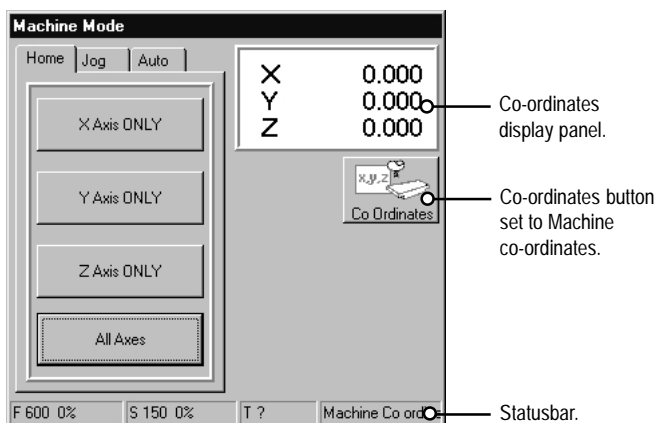 Machine Mode
Home Jog Auto
X Axis ONLY
Y Axis ONLY
Z Axis ONLY
All Axes
X 0.000
Y 0.000
Z 0.000
x,y,z
Co Ordinates
F 600 0% S 150 0% T ? Machine Co
Co-ordinates
display panel.
Co-ordinates button
set to Machine
co-ordinates.
Statusbar.